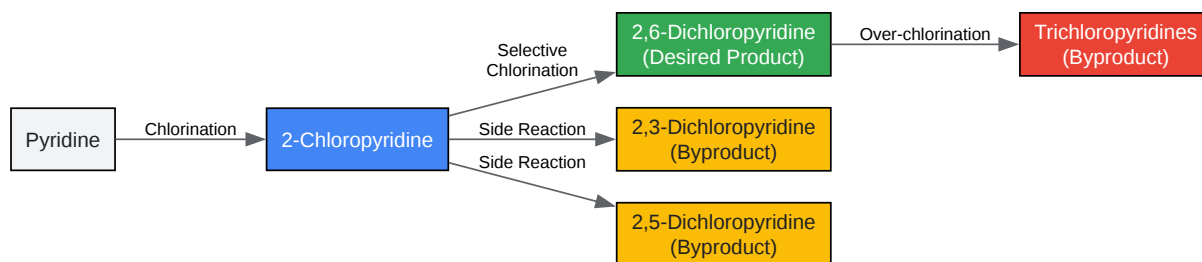 Pyridine
Chlorination
2-Chloropyridine
Selective
Chlorination
2,6-Dichloropyridine
(Desired Product)
Over-chlorination
Trichloropyridines
(Byproduct)
Side Reaction
2,3-Dichloropyridine
(Byproduct)
Side Reaction
2,5-Dichloropyridine
(Byproduct)